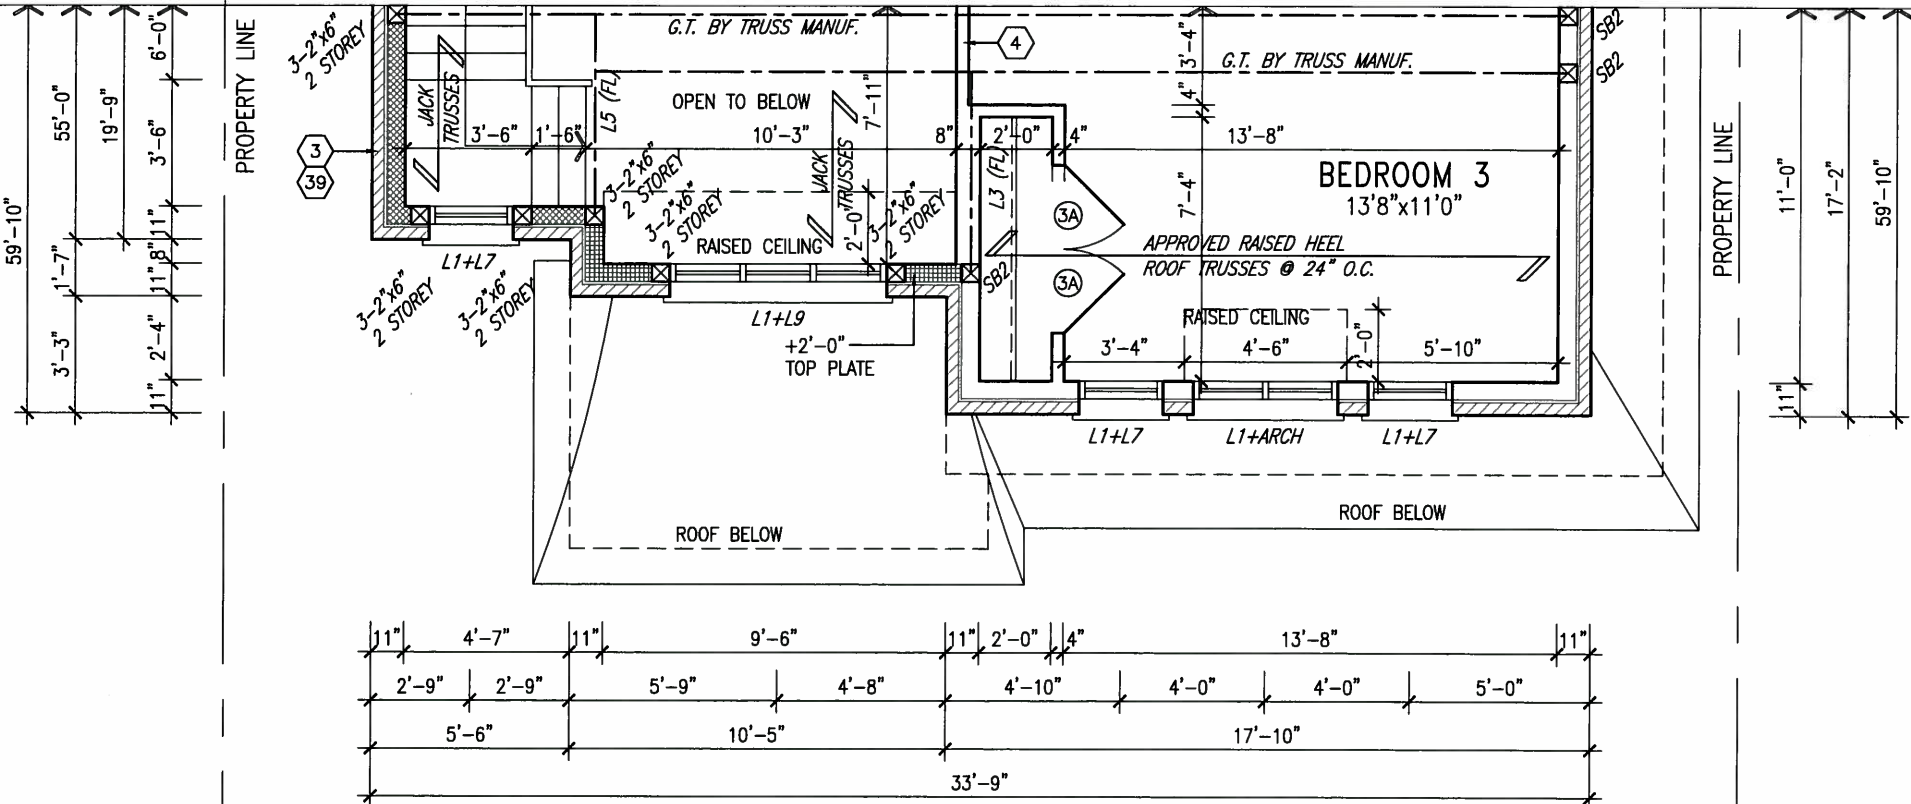 G.T. BY TRUSS MANUF.
4
G.T. BY TRUSS MANUF.
SB2
SB2
3-2"x6"
2 STOREY
PROPERTY LINE
59'-10"
55'-0"
19'-9"
6'-0"
3'-6"
11"
8"
11"
2'-4"
11"
1'-7"
3'-3"
3
39
JACK
TRUSSES
3'-6"
1'-6"
L5 (FL)
OPEN TO BELOW
10'-3"
7'-11"
JACK
TRUSSES
8"
2'-0"
4"
13'-8"
3'-4"
4"
7'-4"
L3 (FL)
3A
3A
BEDROOM 3
13'8"x11'0"
APPROVED RAISED HEEL
ROOF TRUSSES @ 24" O.C.
PROPERTY LINE
11'-0"
11"
17'-2"
59'-10"
3-2"x6"
2 STOREY
3-2"x6"
2 STOREY
3-2"x6"
2 STOREY
RAISED CEILING
2'-0"
SB2
L1+L7
3-2"x6"
2 STOREY
3-2"x6"
2 STOREY
L1+L9
+2'-0"
TOP PLATE
RAISED CEILING
2'-0"
3'-4"
4'-6"
5'-10"
L1+L7
L1+ARCH
L1+L7
ROOF BELOW
ROOF BELOW
11"
4'-7"
11"
9'-6"
11"
2'-0"
4"
13'-8"
11"
2'-9"
2'-9"
5'-9"
4'-8"
4'-10"
4'-0"
4'-0"
5'-0"
5'-6"
10'-5"
17'-10"
33'-9"